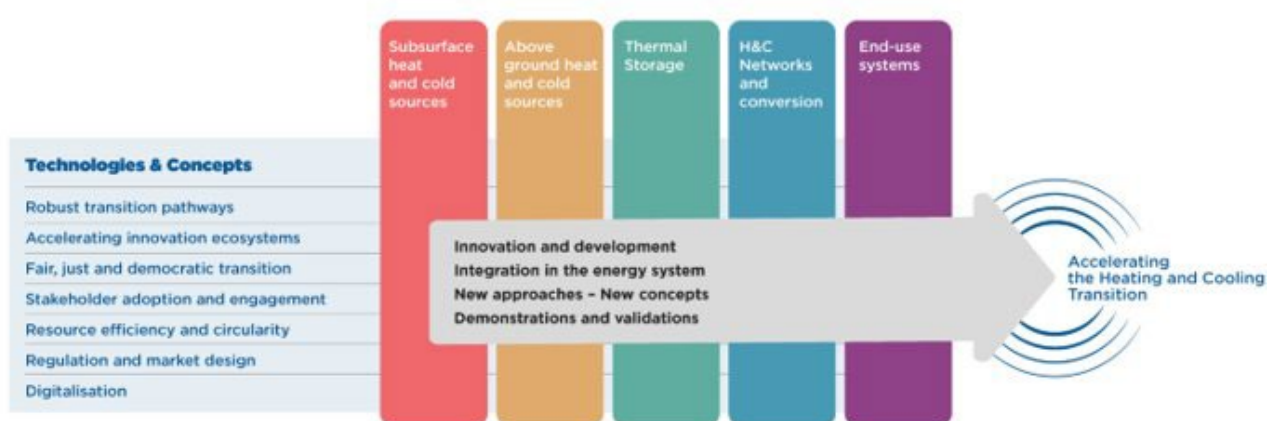 Subsurface
heat
and cold
sources
Above
ground heat
and cold
sources
Thermal
Storage
H&C
Networks
and
conversion
End-use
systems
Technologies & Concepts
Robust transition pathways
Accelerating innovation ecosystems
Fair, just and democratic transition
Stakeholder adoption and engagement
Resource efficiency and circularity
Regulation and market design
Digitalisation
Innovation and development
Integration in the energy system
New approaches – New concepts
Demonstrations and validations
Accelerating
the Heating and Cooling
Transition